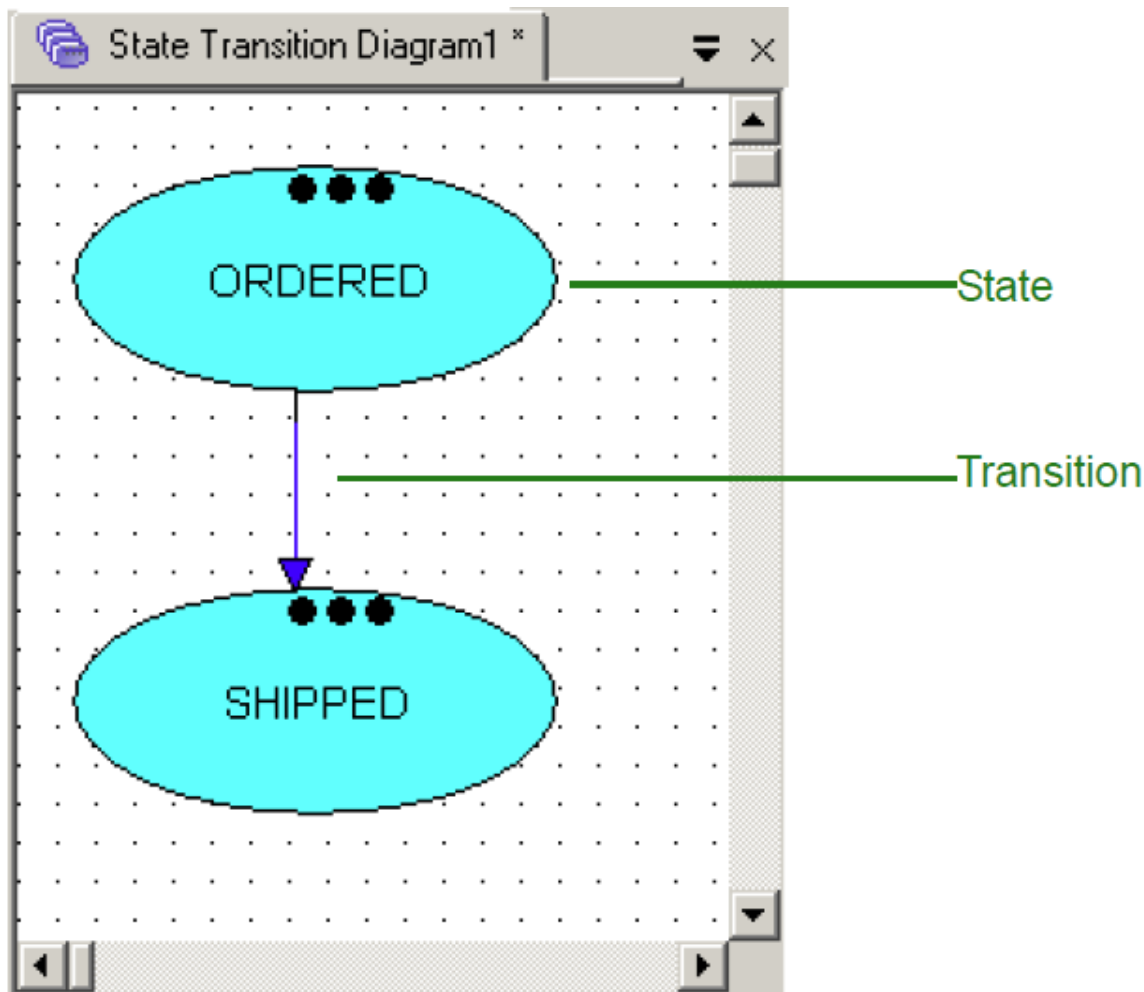 State Transition Diagram1 *
ORDERED
State
Transition
SHIPPED